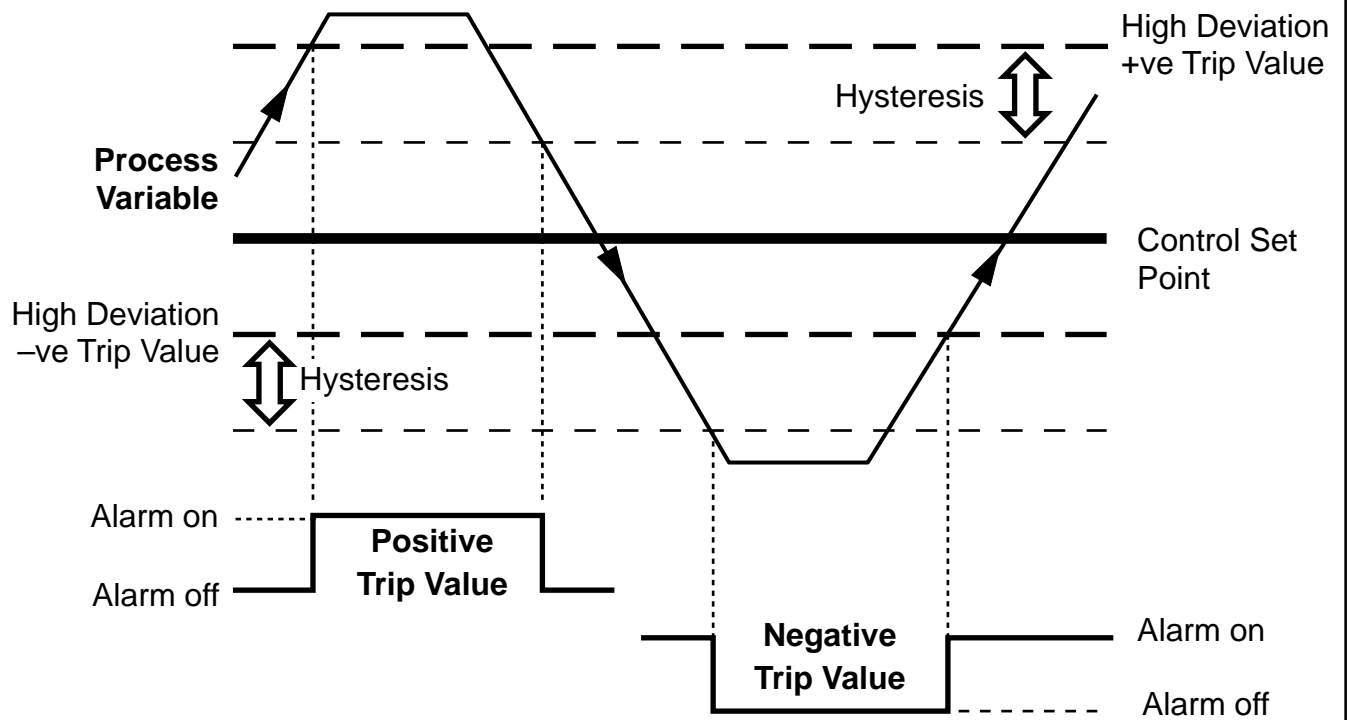 High Deviation
+ve Trip Value
Hysteresis
Process
Variable
Control Set
Point
High Deviation
–ve Trip Value
Hysteresis
Alarm on
Positive
Trip Value
Alarm off
Negative
Trip Value
Alarm on
Alarm off